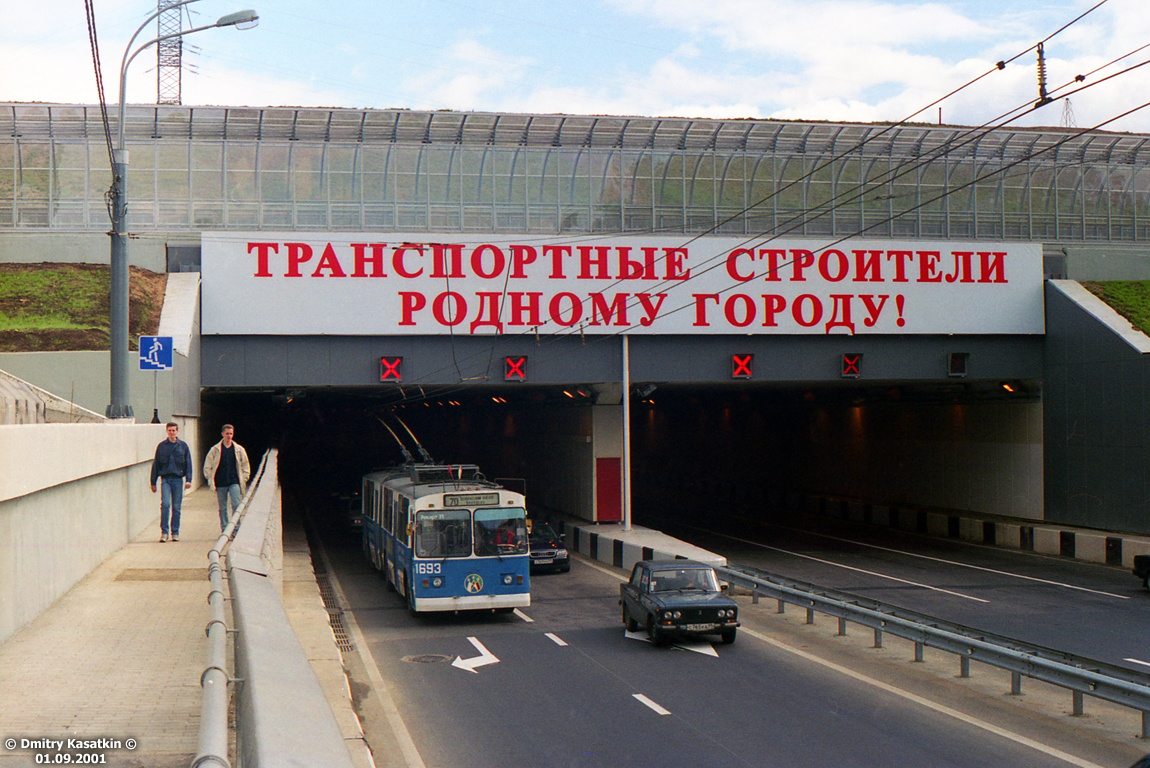 ТРАНСПОРТНЫЕ СТРОИТЕЛИ
РОДНОМУ ГОРОДУ!
70
1693
© Dmitry Kasatkin ©
01.09.2001